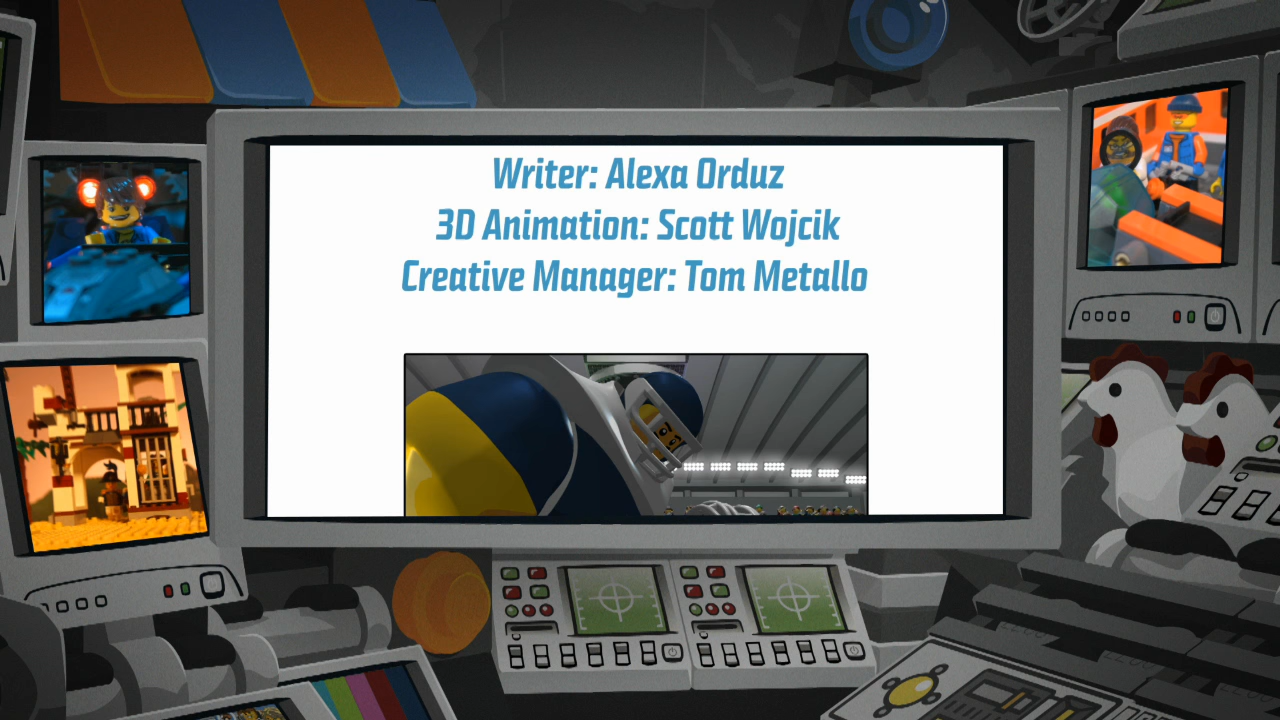 Writer: Alexa Orduz
3D Animation: Scott Wojcik
Creative Manager: Tom Metallo